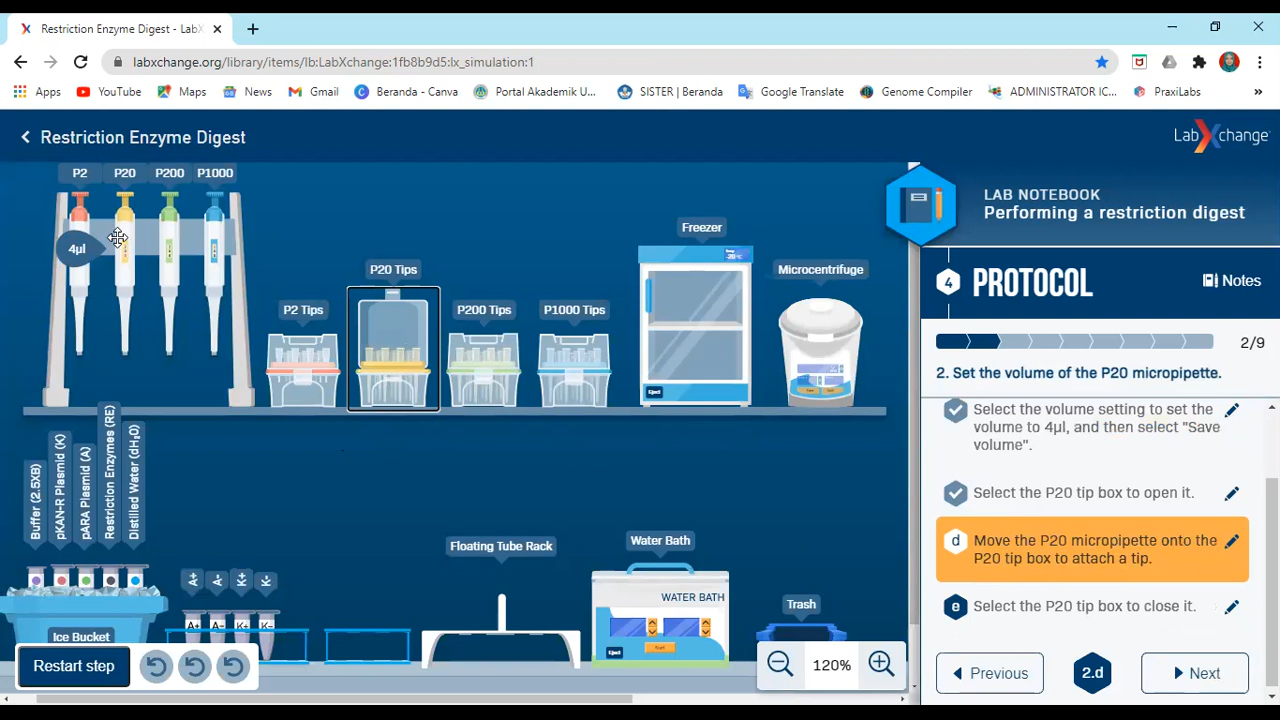 Restriction Enzyme Digest - LabX
labxchange.org/library/items/lb:LabXchange:1fb8b9d5:lx_simulation:1
Apps YouTube Maps News Gmail Beranda - Canva Portal Akademik U... SISTER | Beranda Google Translate Genome Compiler ADMINISTRATOR IC... PraxiLabs »
Restriction Enzyme Digest
LabXchange
P2 P20 P200 P1000
4µl
P2 Tips
P20 Tips
P200 Tips
P1000 Tips
Freezer
Eject
Microcentrifuge
Buffer (2.5XB)
pKAN-R Plasmid (K)
pARA Plasmid (A)
Restriction Enzymes (RE)
Distilled Water (dH₂O)
A+ A- K+ K-
A+ A- K+ K-
Ice Bucket
Floating Tube Rack
Water Bath
WATER BATH
Eject
Start
Trash
Restart step
120%
LAB NOTEBOOK
Performing a restriction digest
4 PROTOCOL
Notes
2/9
2. Set the volume of the P20 micropipette.
Select the volume setting to set the
volume to 4µl, and then select "Save
volume".
Select the P20 tip box to open it.
d Move the P20 micropipette onto the
P20 tip box to attach a tip.
e Select the P20 tip box to close it.
Previous
2.d
Next